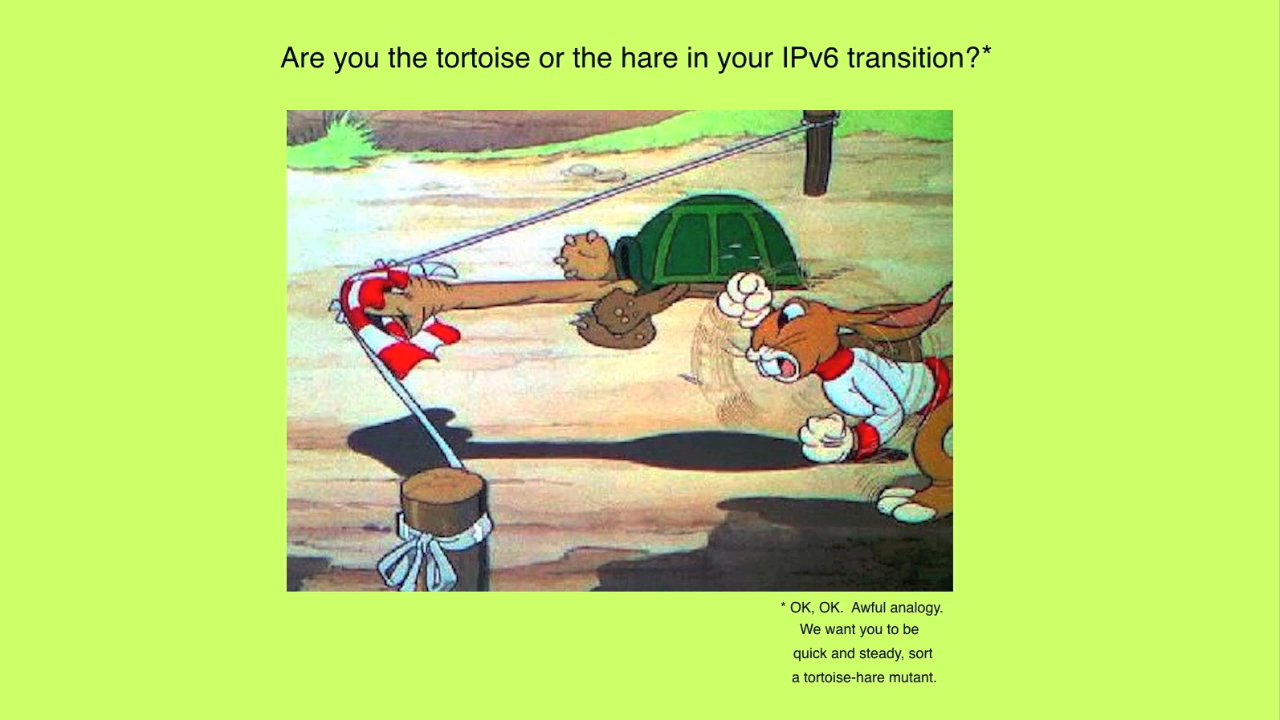 Are you the tortoise or the hare in your IPv6 transition?*
* OK, OK.  Awful analogy.
We want you to be
quick and steady, sort
a tortoise-hare mutant.